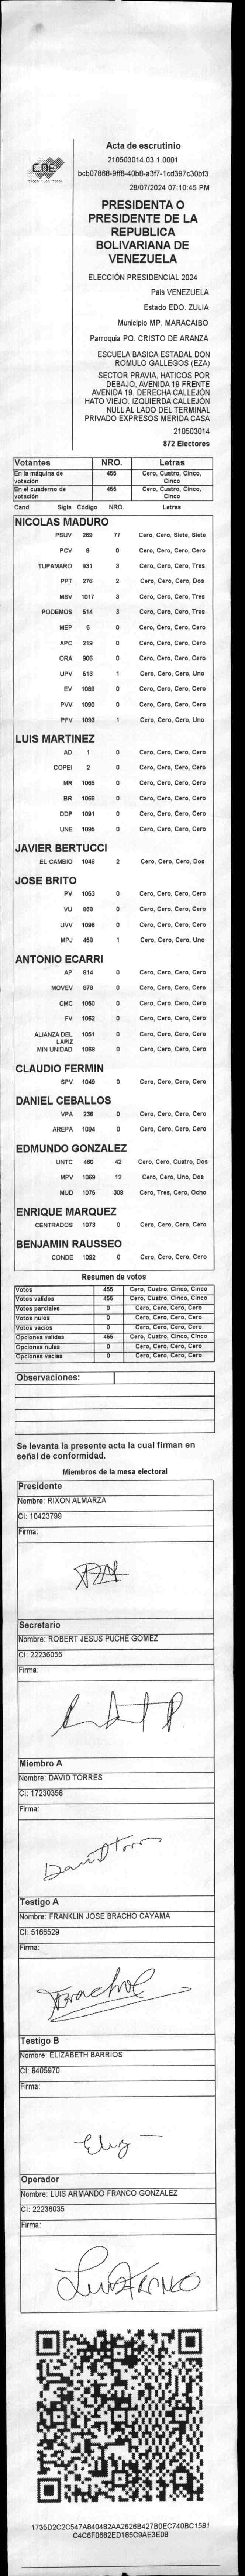 CNE
Acta de escrutinio
210503014.03.1.0001
bcb07868-9ff8-40b8-a3f7-1cd397c30bf3
28/07/2024 07:10:45 PM
PRESIDENTA O
PRESIDENTE DE LA
REPUBLICA
BOLIVARIANA DE
VENEZUELA
ELECCIÓN PRESIDENCIAL 2024
Pais VENEZUELA
Estado EDO. ZULIA
Municipio MP. MARACAIBO
Parroquia PQ. CRISTO DE ARANZA
ESCUELA BASICA ESTADAL DON
ROMULO GALLEGOS (EZA)
SECTOR PRAVIA, HATICOS POR
DEBAJO, AVENIDA 19 FRENTE
AVENIDA 19. DERECHA CALLEJÓN
HATO VIEJO. IZQUIERDA CALLEJÓN
NULL AL LADO DEL TERMINAL
PRIVADO EXPRESOS MERIDA CASA
210503014
872 Electores
Votantes NRO. Letras
En la máquina de votación 455 Cero, Cuatro, Cinco, Cinco
En el cuaderno de votación 455 Cero, Cuatro, Cinco, Cinco
Cand. Sigla Código NRO. Letras
NICOLAS MADURO
PSUV 269 77 Cero, Cero, Siete, Siete
PCV 9 0 Cero, Cero, Cero, Cero
TUPAMARO 931 3 Cero, Cero, Cero, Tres
PPT 276 2 Cero, Cero, Cero, Dos
MSV 1017 3 Cero, Cero, Cero, Tres
PODEMOS 514 3 Cero, Cero, Cero, Tres
MEP 6 0 Cero, Cero, Cero, Cero
APC 219 0 Cero, Cero, Cero, Cero
ORA 906 0 Cero, Cero, Cero, Cero
UPV 513 1 Cero, Cero, Cero, Uno
EV 1089 0 Cero, Cero, Cero, Cero
PVV 1090 0 Cero, Cero, Cero, Cero
PFV 1093 1 Cero, Cero, Cero, Uno
LUIS MARTINEZ
AD 1 0 Cero, Cero, Cero, Cero
COPEI 2 0 Cero, Cero, Cero, Cero
MR 1065 0 Cero, Cero, Cero, Cero
BR 1066 0 Cero, Cero, Cero, Cero
DDP 1091 0 Cero, Cero, Cero, Cero
UNE 1095 0 Cero, Cero, Cero, Cero
JAVIER BERTUCCI
EL CAMBIO 1048 2 Cero, Cero, Cero, Dos
JOSE BRITO
PV 1053 0 Cero, Cero, Cero, Cero
VU 868 0 Cero, Cero, Cero, Cero
UVV 1096 0 Cero, Cero, Cero, Cero
MPJ 458 1 Cero, Cero, Cero, Uno
ANTONIO ECARRI
AP 914 0 Cero, Cero, Cero, Cero
MOVEV 978 0 Cero, Cero, Cero, Cero
CMC 1050 0 Cero, Cero, Cero, Cero
FV 1062 0 Cero, Cero, Cero, Cero
ALIANZA DEL LAPIZ 1051 0 Cero, Cero, Cero, Cero
MIN UNIDAD 1068 0 Cero, Cero, Cero, Cero
CLAUDIO FERMIN
SPV 1049 0 Cero, Cero, Cero, Cero
DANIEL CEBALLOS
VPA 236 0 Cero, Cero, Cero, Cero
AREPA 1094 0 Cero, Cero, Cero, Cero
EDMUNDO GONZALEZ
UNTC 460 42 Cero, Cero, Cuatro, Dos
MPV 1069 12 Cero, Cero, Uno, Dos
MUD 1075 308 Cero, Tres, Cero, Ocho
ENRIQUE MARQUEZ
CENTRADOS 1073 0 Cero, Cero, Cero, Cero
BENJAMIN RAUSSEO
CONDE 1092 0 Cero, Cero, Cero, Cero
Resumen de votos
Votos 455 Cero, Cuatro, Cinco, Cinco
Votos validos 455 Cero, Cuatro, Cinco, Cinco
Votos parciales 0 Cero, Cero, Cero, Cero
Votos nulos 0 Cero, Cero, Cero, Cero
Votos vacios 0 Cero, Cero, Cero, Cero
Opciones validas 455 Cero, Cuatro, Cinco, Cinco
Opciones nulas 0 Cero, Cero, Cero, Cero
Opciones vacias 0 Cero, Cero, Cero, Cero
Observaciones:
Se levanta la presente acta la cual firman en
señal de conformidad.
Miembros de la mesa electoral
Presidente
Nombre: RIXON ALMARZA
CI: 10423799
Firma:
Secretario
Nombre: ROBERT JESUS PUCHE GOMEZ
CI: 22236055
Firma:
Miembro A
Nombre: DAVID TORRES
CI: 17230358
Firma:
David Torres
Testigo A
Nombre: FRANKLIN JOSE BRACHO CAYAMA
CI: 5166529
Firma:
Testigo B
Nombre: ELIZABETH BARRIOS
CI: 8405970
Firma:
Eliz
Operador
Nombre: LUIS ARMANDO FRANCO GONZALEZ
CI: 22236035
Firma:
Luis Franco
1735D2C2C547A840482AA2626B427B0EC740BC1581
C4C6F0682ED185C9AE3E08